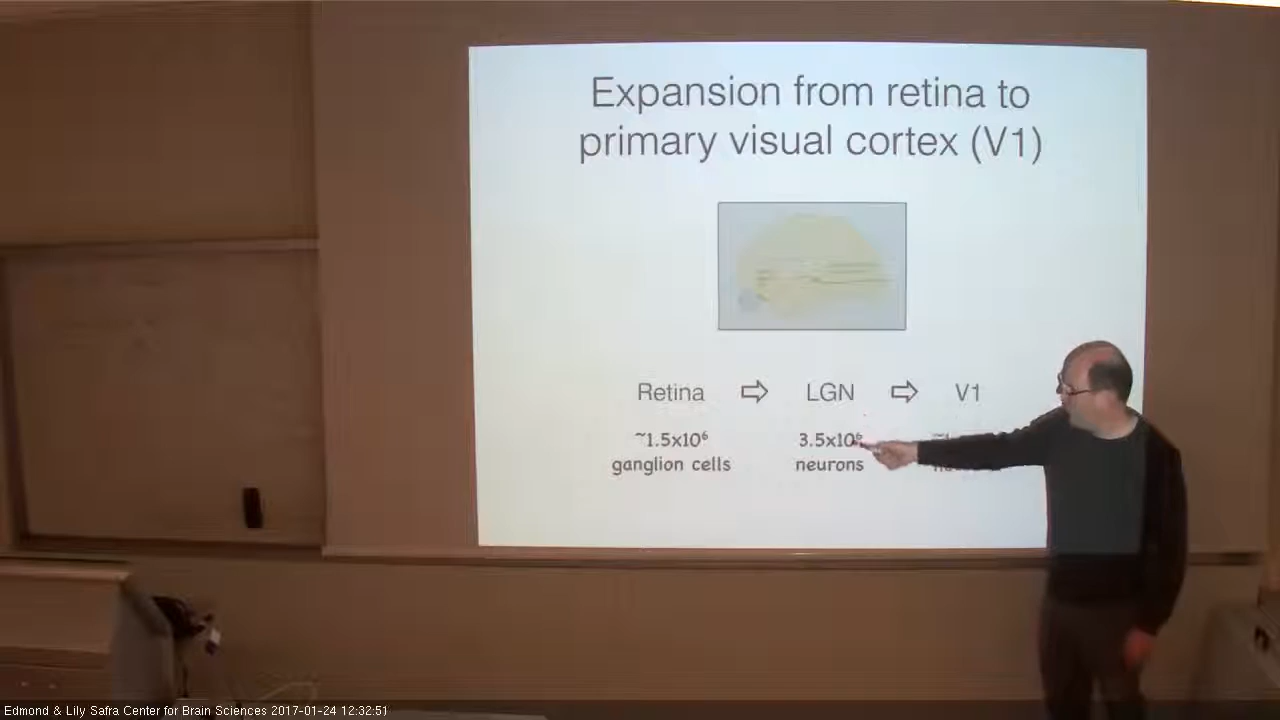 Expansion from retina to
primary visual cortex (V1)
Retina ⇨ LGN ⇨ V1
~1.5x10⁶ 3.5x10⁶
ganglion cells neurons
Edmond & Lily Safra Center for Brain Sciences 2017-01-24 12:32:51